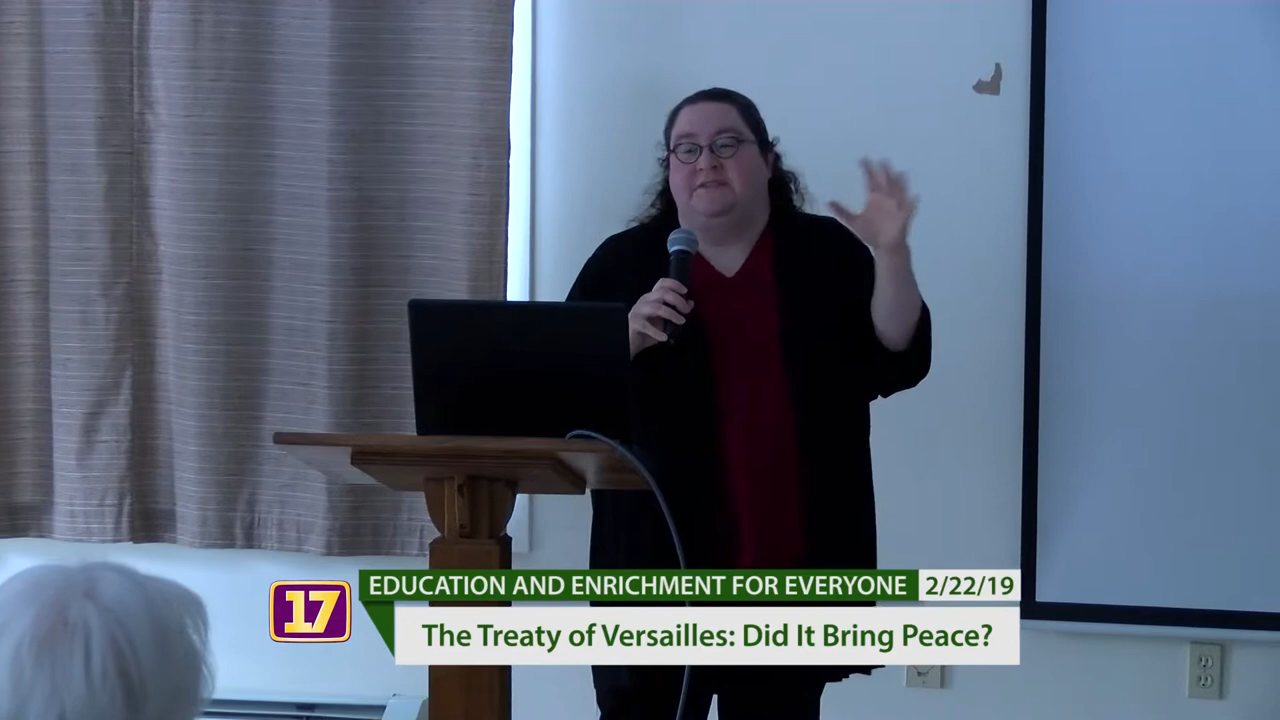 17
EDUCATION AND ENRICHMENT FOR EVERYONE 2/22/19
The Treaty of Versailles: Did It Bring Peace?